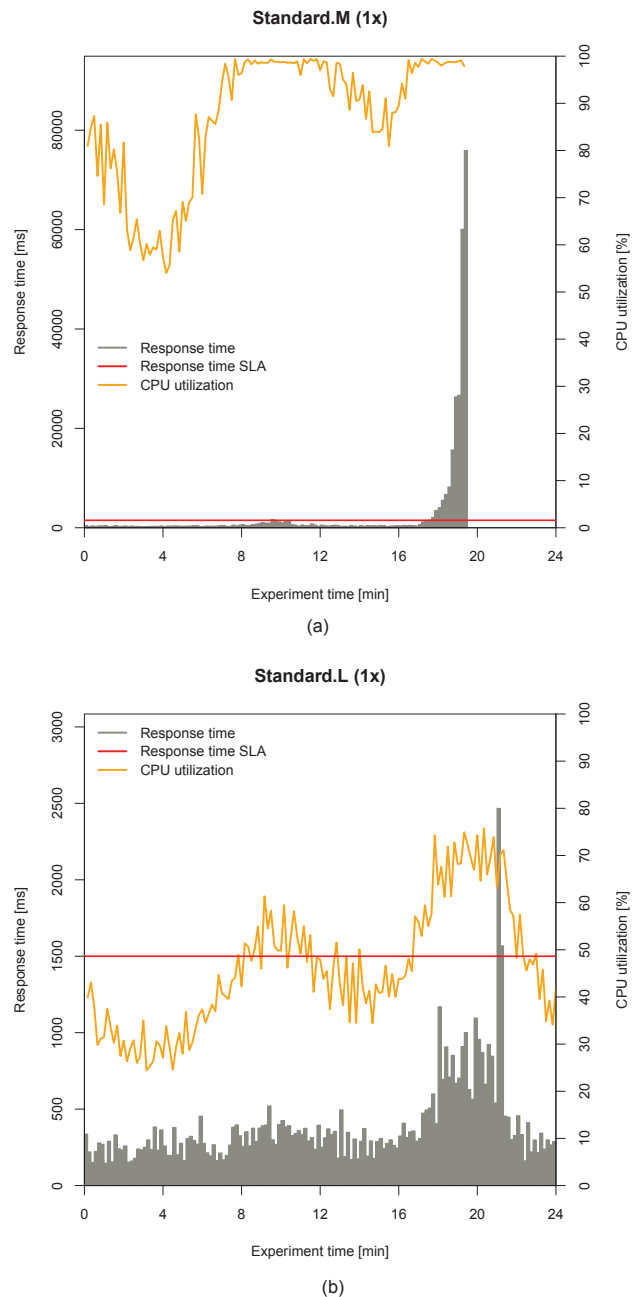 Standard.M (1x)
Response time [ms]
0
20000
40000
60000
80000
Response time
Response time SLA
CPU utilization
0
10
20
30
40
50
60
70
80
90
100
CPU utilization [%]
0 4 8 12 16 20 24
Experiment time [min]
(a)
Standard.L (1x)
Response time [ms]
0
500
1000
1500
2000
2500
3000
Response time
Response time SLA
CPU utilization
0
10
20
30
40
50
60
70
80
90
100
CPU utilization [%]
0 4 8 12 16 20 24
Experiment time [min]
(b)